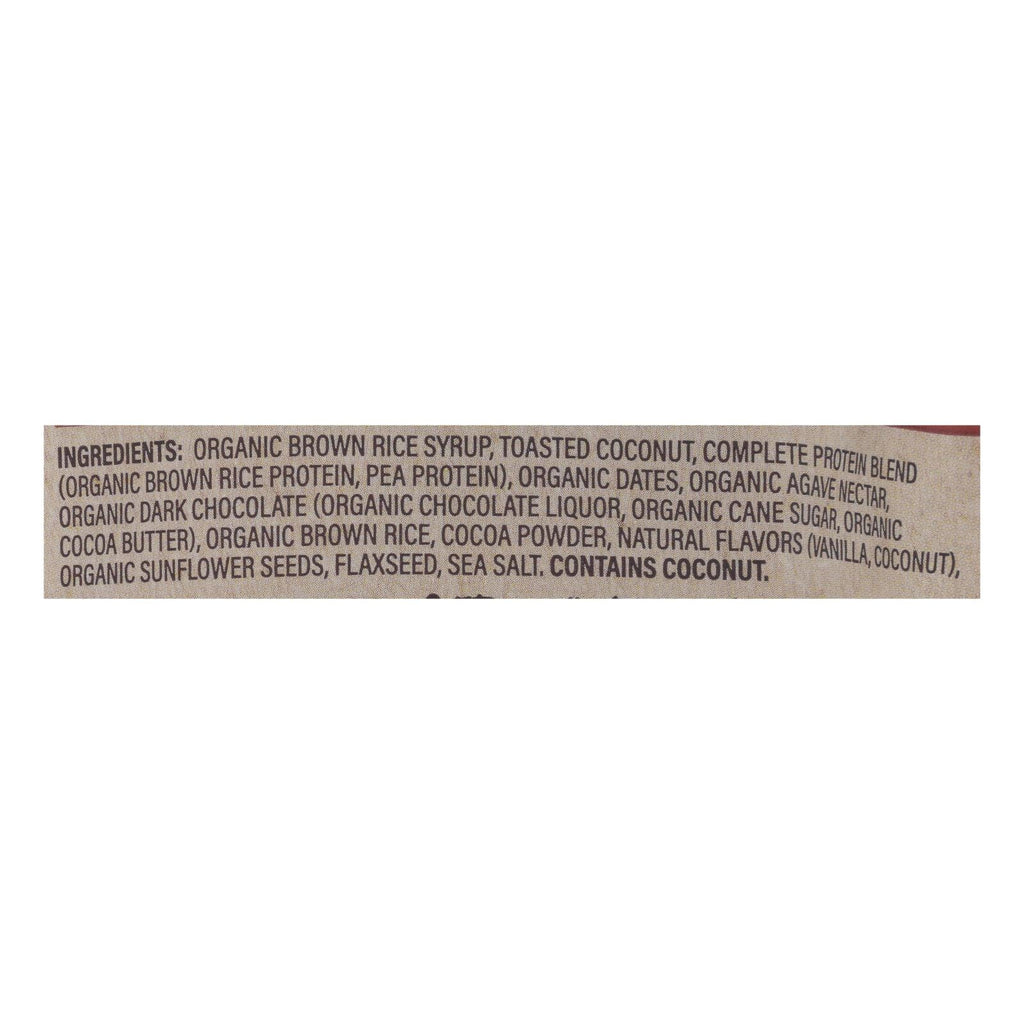 INGREDIENTS: ORGANIC BROWN RICE SYRUP, TOASTED COCONUT, COMPLETE PROTEIN BLEND
(ORGANIC BROWN RICE PROTEIN, PEA PROTEIN), ORGANIC DATES, ORGANIC AGAVE NECTAR,
ORGANIC DARK CHOCOLATE (ORGANIC CHOCOLATE LIQUOR, ORGANIC CANE SUGAR, ORGANIC
COCOA BUTTER), ORGANIC BROWN RICE, COCOA POWDER, NATURAL FLAVORS (VANILLA, COCONUT),
ORGANIC SUNFLOWER SEEDS, FLAXSEED, SEA SALT. CONTAINS COCONUT.